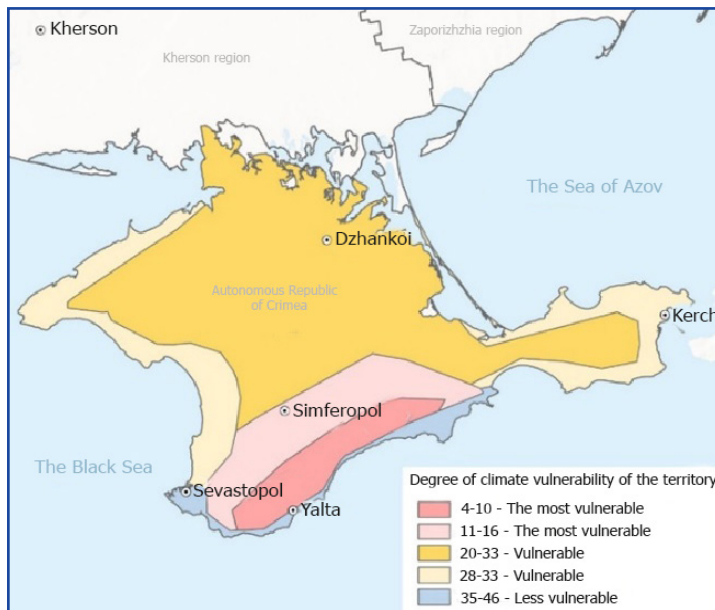 Kherson
Zaporizhzhia region
Kherson region
The Sea of Azov
Dzhankoi
Autonomous Republic
of Crimea
Kerch
Simferopol
The Black Sea
Sevastopol
Yalta
Degree of climate vulnerability of the territory
4-10 - The most vulnerable
11-16 - The most vulnerable
20-33 - Vulnerable
28-33 - Vulnerable
35-46 - Less vulnerable